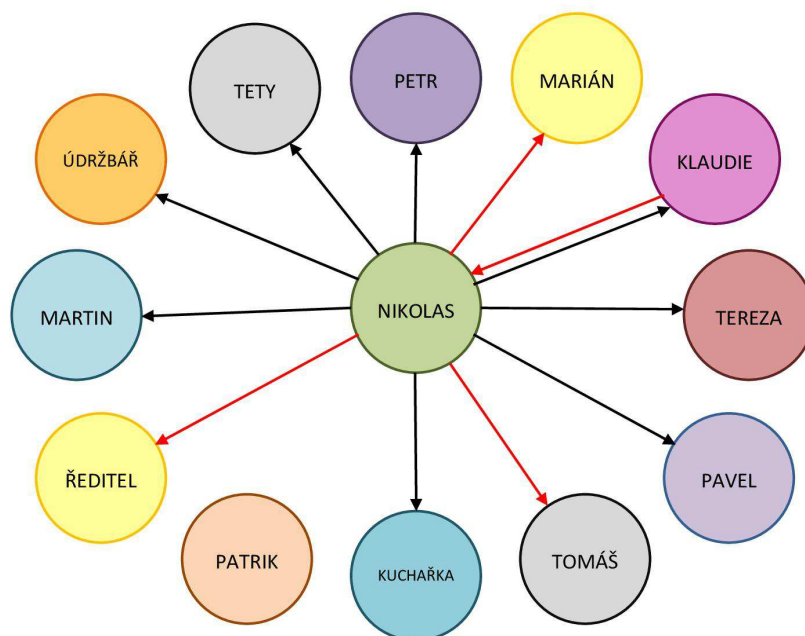 TETY
PETR
MARIÁN
ÚDRŽBÁŘ
KLAUDIE
MARTIN
NIKOLAS
TEREZA
ŘEDITEL
PAVEL
PATRIK
KUCHAŘKA
TOMÁŠ